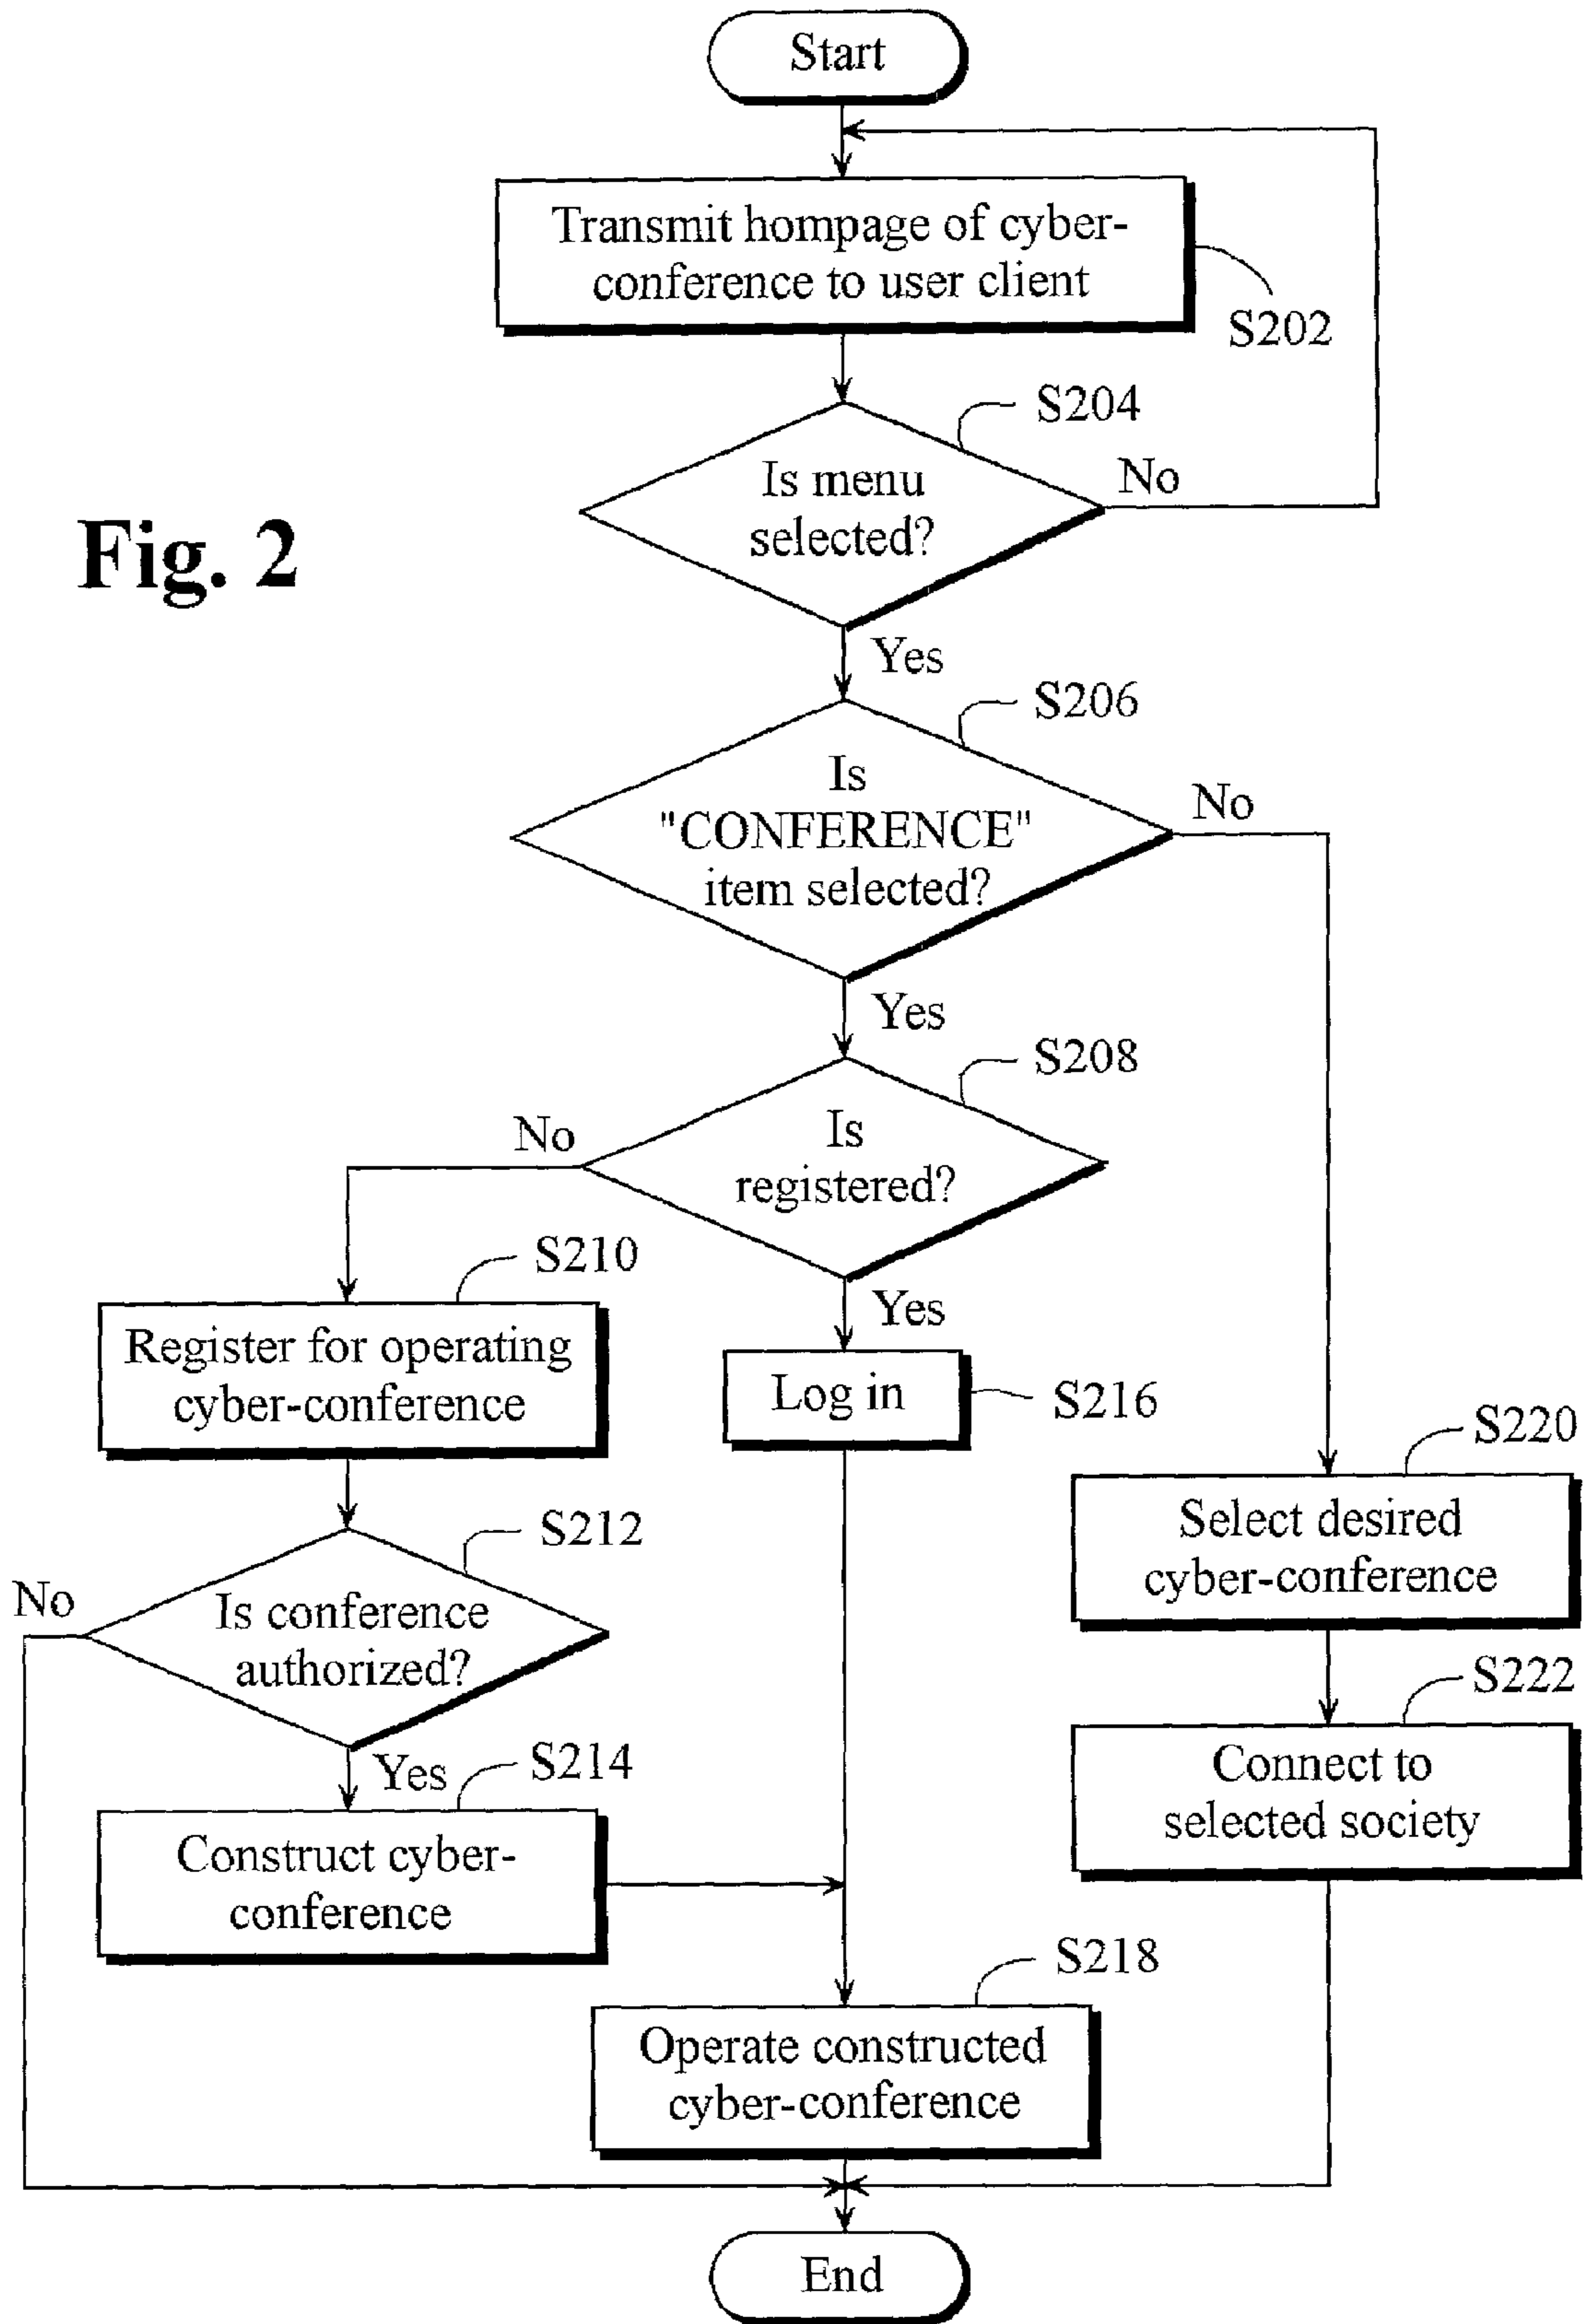 Start
Transmit hompage of cyber-
conference to user client
S202
S204
Is menu
selected?
No
Fig. 2
Yes
S206
Is
"CONFERENCE"
item selected?
No
Yes
S208
Is
registered?
No
Yes
S210
Register for operating
cyber-conference
Log in
S216
S220
Select desired
cyber-conference
S212
Is conference
authorized?
No
Yes
S222
Connect to
selected society
S214
Construct cyber-
conference
S218
Operate constructed
cyber-conference
End